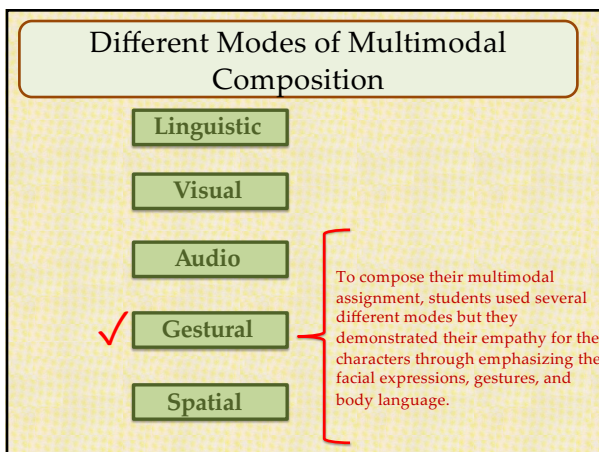 Different Modes of Multimodal
Composition
Linguistic
Visual
Audio
Gestural
Spatial
To compose their multimodal
assignment, students used several
different modes but they
demonstrated their empathy for the
characters through emphasizing the
facial expressions, gestures, and
body language.